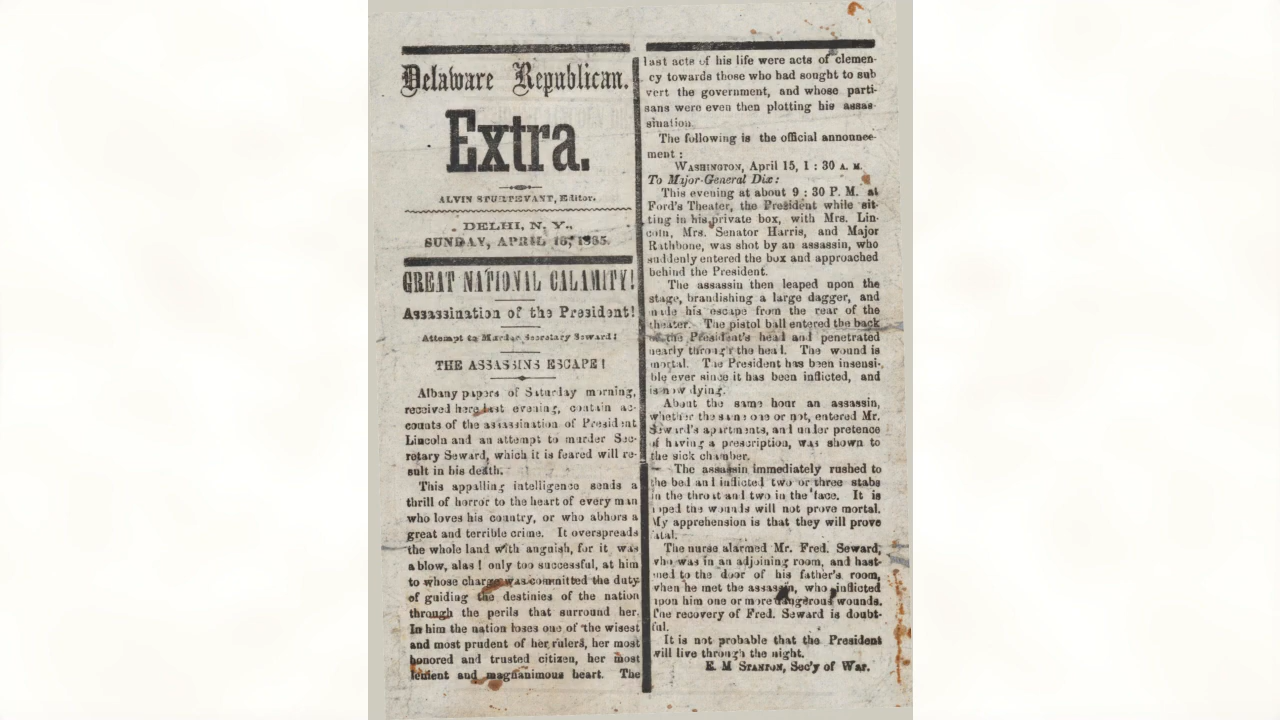 Delaware Republican.
Extra.
ALVIN STURTEVANT, Editor.
DELHI, N. Y.,
SUNDAY, APRIL 16, 1865.
GREAT NATIONAL CALAMITY!
Assassination of the President!
Attempt to Murder Secretary Seward!
THE ASSASSINS ESCAPE!
Albany papers of Saturday morning,
received here last evening, contain ac-
counts of the assassination of President
Lincoln and an attempt to murder Sec-
retary Seward, which it is feared will re-
sult in his death.
This appalling intelligence sends a
thrill of horror to the heart of every man
who loves his country, or who abhors a
great and terrible crime. It overspreads
the whole land with anguish, for it was
a blow, alas! only too successful, at him
to whose charge was committed the duty
of guiding the destinies of the nation
through the perils that surround her.
In him the nation loses one of the wisest
and most prudent of her rulers, her most
honored and trusted citizen, her most
lenient and magnanimous heart. The
last acts of his life were acts of clemen-
cy towards those who had sought to sub
vert the government, and whose parti-
sans were even then plotting his assas-
sination.
The following is the official announce-
ment:
WASHINGTON, April 15, 1:30 A. M.
To Major-General Dix:
This evening at about 9:30 P. M. at
Ford's Theater, the President while sit-
ting in his private box, with Mrs. Lin-
coln, Mrs. Senator Harris, and Major
Rathbone, was shot by an assassin, who
suddenly entered the box and approached
behind the President.
The assassin then leaped upon the
stage, brandishing a large dagger, and
made his escape from the rear of the
theater. The pistol ball entered the back
of the President's head and penetrated
nearly through the head. The wound is
mortal. The President has been insensi-
ble ever since it has been inflicted, and
is now dying.
About the same hour an assassin,
whether the same one or not, entered Mr.
Seward's apartments, and under pretence
of having a prescription, was shown to
the sick chamber.
The assassin immediately rushed to
the bed and inflicted two or three stabs
in the throat and two in the face. It is
hoped the wounds will not prove mortal.
My apprehension is that they will prove
fatal.
The nurse alarmed Mr. Fred. Seward,
who was in an adjoining room, and hast-
ened to the door of his father's room,
when he met the assassin, who inflicted
upon him one or more dangerous wounds.
The recovery of Fred. Seward is doubt-
ful.
It is not probable that the President
will live through the night.
E. M STANTON, Sec'y of War.